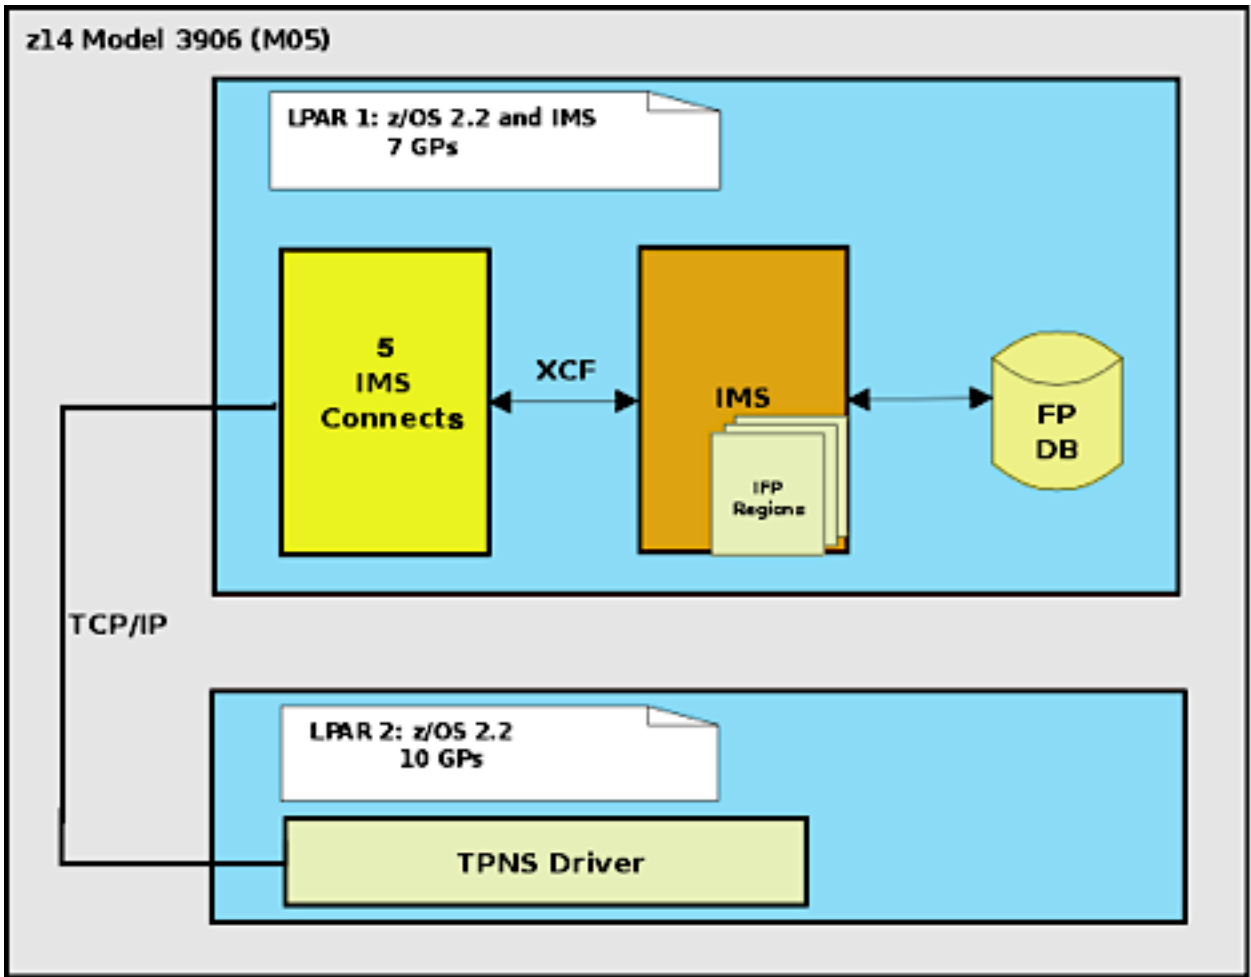 z14 Model 3906 (M05)
LPAR 1: z/OS 2.2 and IMS
7 GPs
5
IMS
Connects
XCF
IMS
IFP
Regions
FP
DB
TCP/IP
LPAR 2: z/OS 2.2
10 GPs
TPNS Driver